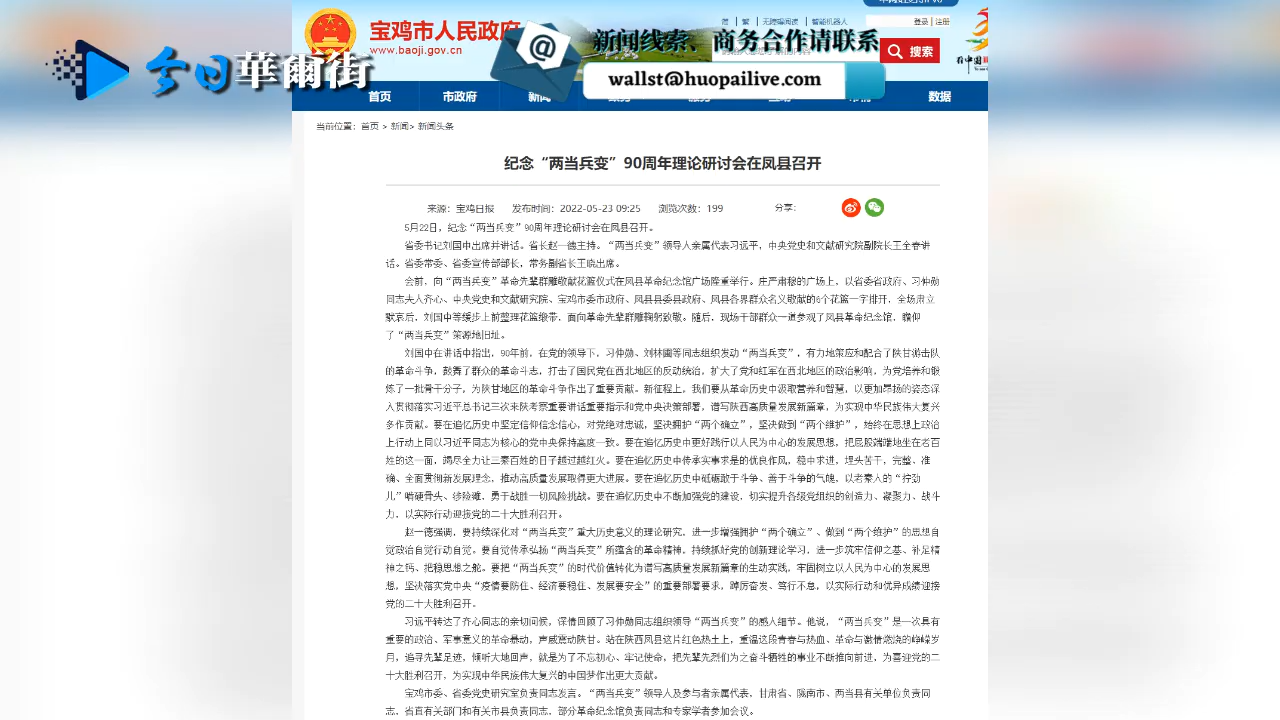 宝鸡市人民政府
www.baoji.gov.cn
简 | 繁 | 无障碍阅读 | 智能机器人
登录 | 注册
今日華爾街
新闻线索、商务合作请联系
搜索
wallst@huopailive.com
首页 市政府 新闻 数据
当前位置：首页 > 新闻> 新闻头条
纪念“两当兵变”90周年理论研讨会在凤县召开
来源：宝鸡日报 发布时间：2022-05-23 09:25 浏览次数：199 分享：
5月22日，纪念“两当兵变”90周年理论研讨会在凤县召开。
省委书记刘国中出席并讲话。省长赵一德主持。“两当兵变”领导人亲属代表习远平，中央党史和文献研究院副院长王全春讲
话。省委常委、省委宣传部部长，常务副省长王晓出席。
会前，向“两当兵变”革命先辈群雕敬献花篮仪式在凤县革命纪念馆广场隆重举行。庄严肃穆的广场上，以省委省政府、习仲勋
同志夫人齐心、中央党史和文献研究院、宝鸡市委市政府、凤县县委县政府、凤县各界群众名义敬献的6个花篮一字排开，全场肃立
默哀后，刘国中等缓步上前整理花篮缎带，面向革命先辈群雕鞠躬致敬。随后，现场干部群众一道参观了凤县革命纪念馆，瞻仰
了“两当兵变”策源地旧址。
刘国中在讲话中指出，90年前，在党的领导下，习仲勋、刘林圃等同志组织发动“两当兵变”，有力地策应和配合了陕甘游击队
的革命斗争，鼓舞了群众的革命斗志，打击了国民党在西北地区的反动统治，扩大了党和红军在西北地区的政治影响，为党培养和锻
炼了一批骨干分子，为陕甘地区的革命斗争作出了重要贡献。新征程上，我们要从革命历史中汲取营养和智慧，以更加昂扬的姿态深
入贯彻落实习近平总书记三次来陕考察重要讲话重要指示和党中央决策部署，谱写陕西高质量发展新篇章，为实现中华民族伟大复兴
多作贡献。要在追忆历史中坚定信仰信念信心，对党绝对忠诚，坚决拥护“两个确立”，坚决做到“两个维护”，始终在思想上政治
上行动上同以习近平同志为核心的党中央保持高度一致。要在追忆历史中更好践行以人民为中心的发展思想，把屁股端端地坐在老百
姓的这一面，竭尽全力让三秦百姓的日子越过越红火。要在追忆历史中传承实事求是的优良作风，稳中求进，埋头苦干，完整、准
确、全面贯彻新发展理念，推动高质量发展取得更大进展。要在追忆历史中砥砺敢于斗争、善于斗争的气魄，以老秦人的“拧劲
儿”啃硬骨头、涉险滩，勇于战胜一切风险挑战。要在追忆历史中不断加强党的建设，切实提升各级党组织的创造力、凝聚力、战斗
力，以实际行动迎接党的二十大胜利召开。
赵一德强调，要持续深化对“两当兵变”重大历史意义的理论研究，进一步增强拥护“两个确立”、做到“两个维护”的思想自
觉政治自觉行动自觉。要自觉传承弘扬“两当兵变”所蕴含的革命精神，持续抓好党的创新理论学习，进一步筑牢信仰之基、补足精
神之钙、把稳思想之舵。要把“两当兵变”的时代价值转化为谱写高质量发展新篇章的生动实践，牢固树立以人民为中心的发展思
想，坚决落实党中央“疫情要防住、经济要稳住、发展要安全”的重要部署要求，踔厉奋发、笃行不怠，以实际行动和优异成绩迎接
党的二十大胜利召开。
习远平转达了齐心同志的亲切问候，深情回顾了习仲勋同志组织领导“两当兵变”的感人细节。他说，“两当兵变”是一次具有
重要的政治、军事意义的革命暴动，声威震动陕甘。站在陕西凤县这片红色热土上，重温这段青春与热血、革命与激情燃烧的峥嵘岁
月，追寻先辈足迹，倾听大地回声，就是为了不忘初心、牢记使命，把先辈先烈们为之奋斗牺牲的事业不断推向前进，为喜迎党的二
十大胜利召开，为实现中华民族伟大复兴的中国梦作出更大贡献。
宝鸡市委、省委党史研究室负责同志发言。“两当兵变”领导人及参与者亲属代表，甘肃省、陇南市、两当县有关单位负责同
志，省直有关部门和有关市县负责同志，部分革命纪念馆负责同志和专家学者参加会议。